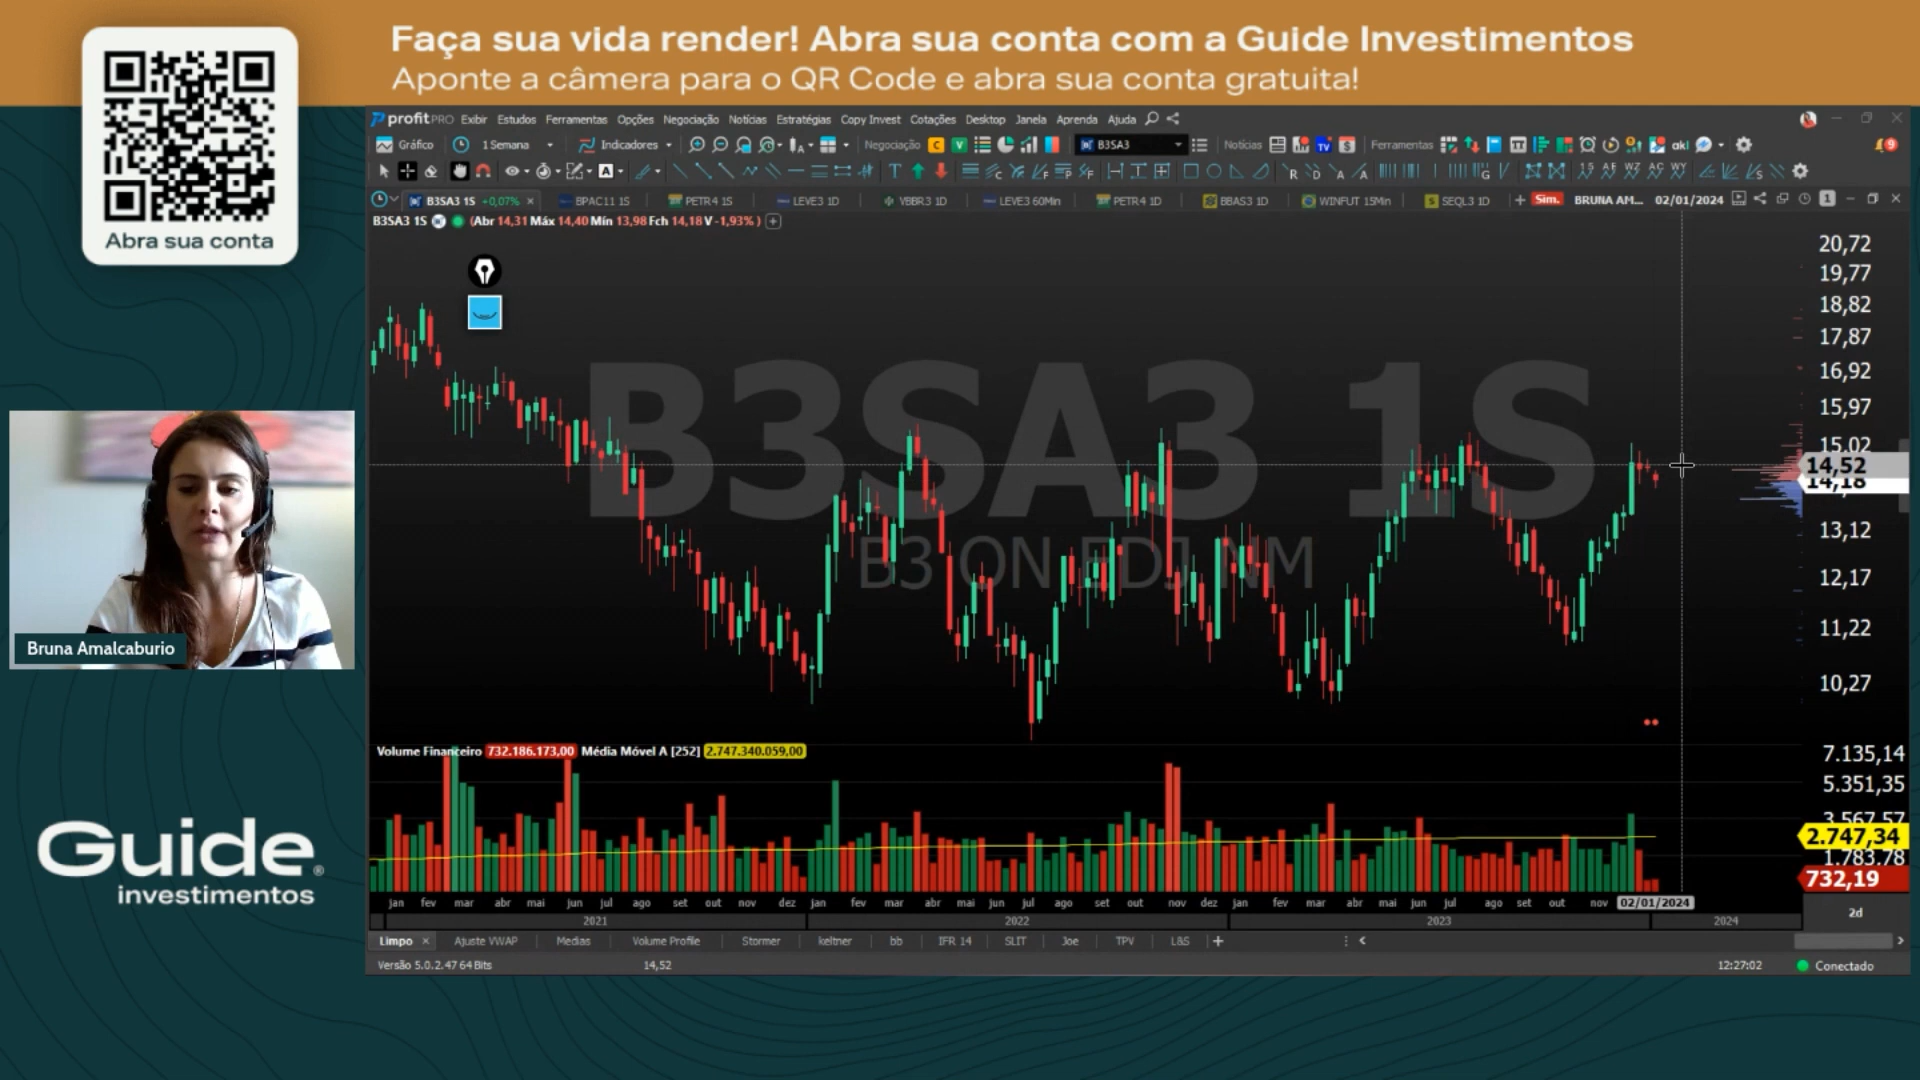 Faça sua vida render! Abra sua conta com a Guide Investimentos
Aponte a câmera para o QR Code e abra sua conta gratuita!
Abra sua conta
profit PRO Exibir Estudos Ferramentas Opções Negociação Notícias Estratégias Copy Invest Cotações Desktop Janela Aprenda Ajuda
Gráfico 1 Semana Indicadores Negociação C V B3SA3 Notícias Ferramentas akl 9
B3SA3 1S +0,07% × BPAC11 1S PETR4 1S LEVE3 1D VBBR3 1D LEVE3 60Min PETR4 1D BBAS3 1D WINFUT 15Min SEQL3 1D + Sim. BRUNA AM... 02/01/2024 1
B3SA3 1S (Abr 14,31 Máx 14,40 Mín 13,98 Fch 14,18 V -1,93% )
B3SA3 1S
B3 ON EDJ NM
20,72
19,77
18,82
17,87
16,92
15,97
15,02
14,52
14,18
13,12
12,17
11,22
10,27
Volume Financeiro 732.186.173,00 Média Móvel A [252] 2.747.340.059,00
7.135,14
5.351,35
3.567,57
2.747,34
1.783,78
732,19
jan fev mar abr mai jun jul ago set out nov dez jan fev mar abr mai jun jul ago set out nov dez jan fev mar abr mai jun jul ago set out nov 02/01/2024
2021 2022 2023 2024
2d
Limpo × Ajuste VWAP Medias Volume Profile Stormer keltner bb IFR 14 SLIT Joe TPV L&S +
Versão 5.0.2.47 64 Bits 14,52 12:27:02 Conectado
Bruna Amalcaburio
Guide
investimentos